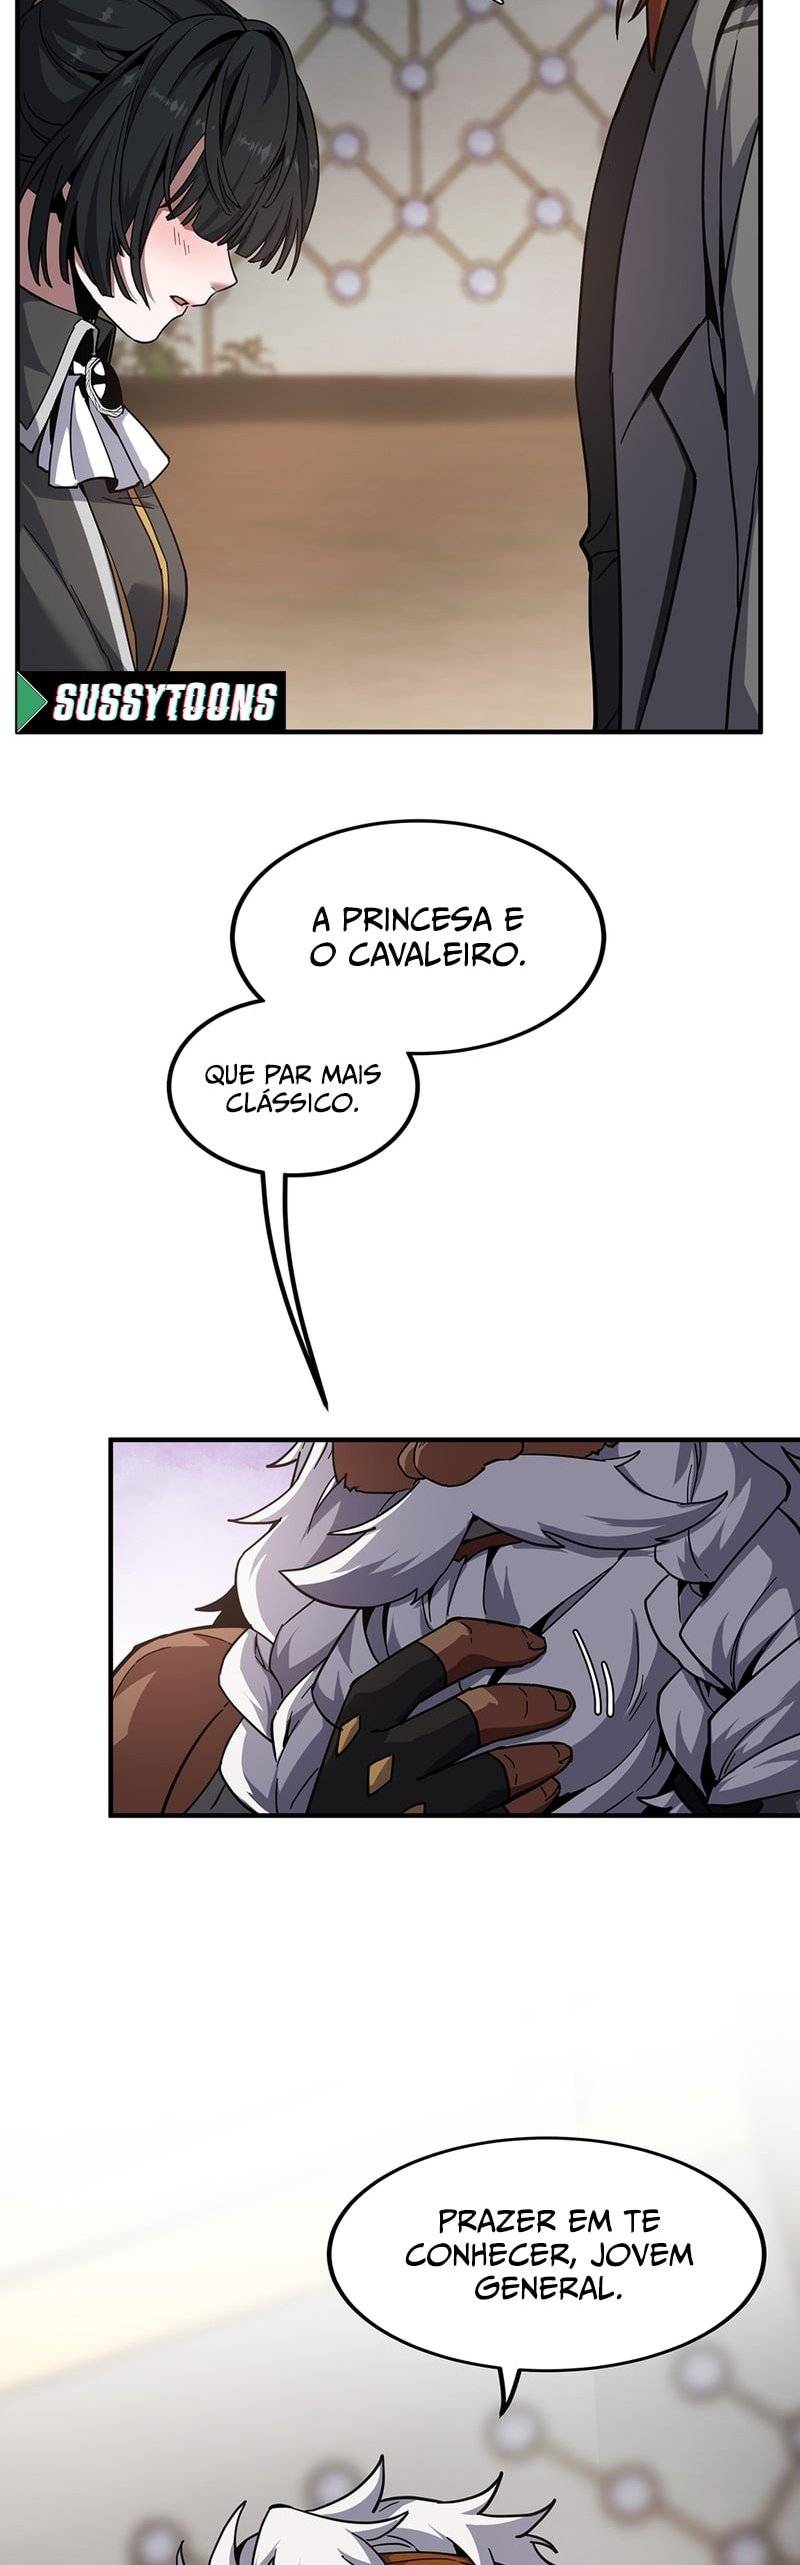 SUSSYTOONS
A PRINCESA E
O CAVALEIRO.
QUE PAR MAIS
CLÁSSICO.
PRAZER EM TE
CONHECER, JOVEM
GENERAL.